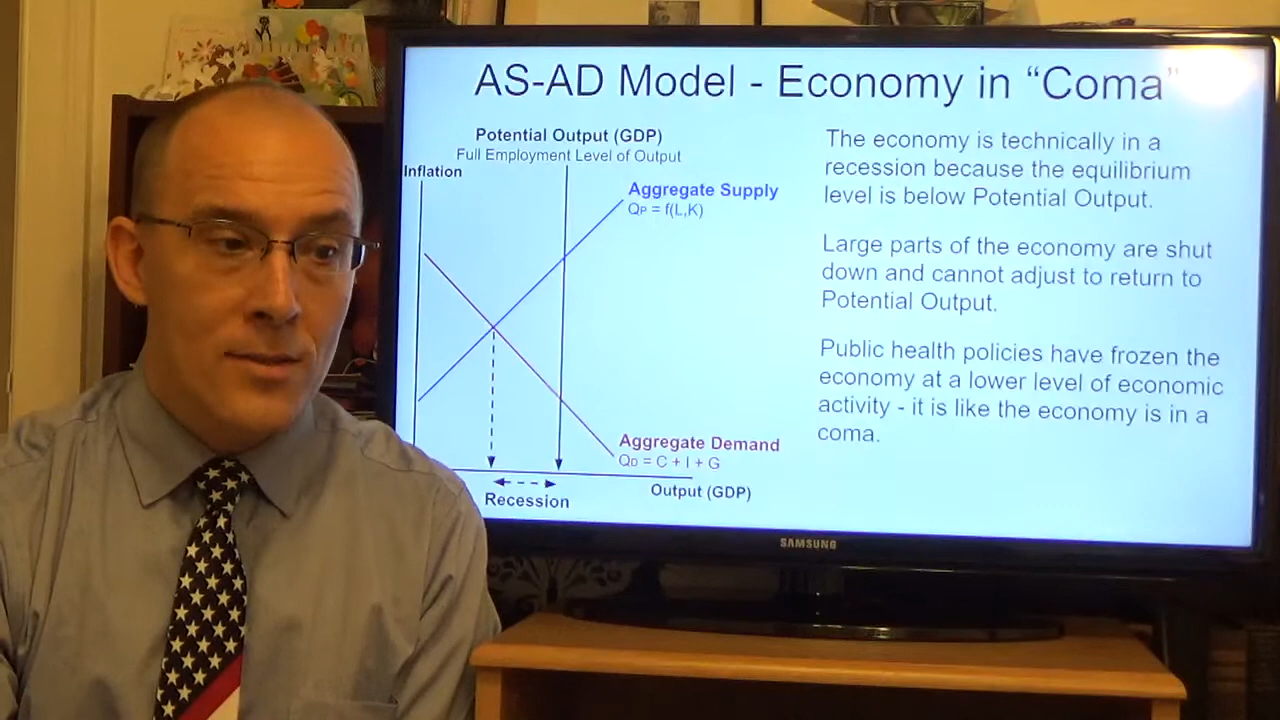 AS-AD Model - Economy in “Coma”
Potential Output (GDP)
Full Employment Level of Output
Inflation
Aggregate Supply
QP = f(L,K)
Aggregate Demand
QD = C + I + G
Output (GDP)
Recession
The economy is technically in a
recession because the equilibrium
level is below Potential Output.
Large parts of the economy are shut
down and cannot adjust to return to
Potential Output.
Public health policies have frozen the
economy at a lower level of economic
activity - it is like the economy is in a
coma.
SAMSUNG